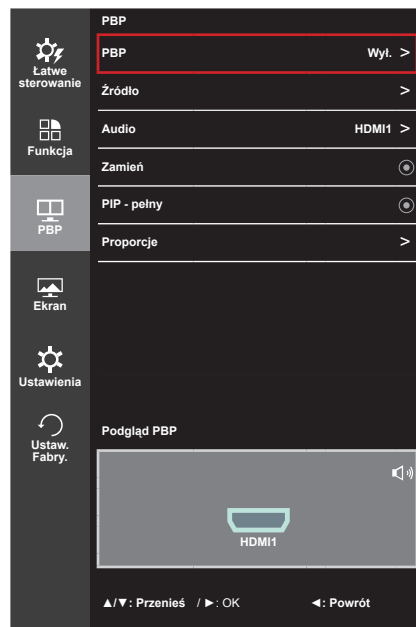 Łatwe
sterowanie
Funkcja
PBP
Ekran
Ustawienia
Ustaw.
Fabry.
PBP
PBP Wył. >
Źródło >
Audio HDMI1 >
Zamień
PIP - pełny
Proporcje >
Podgląd PBP
HDMI1
▲/▼: Przenieś / ►: OK ◄: Powrót